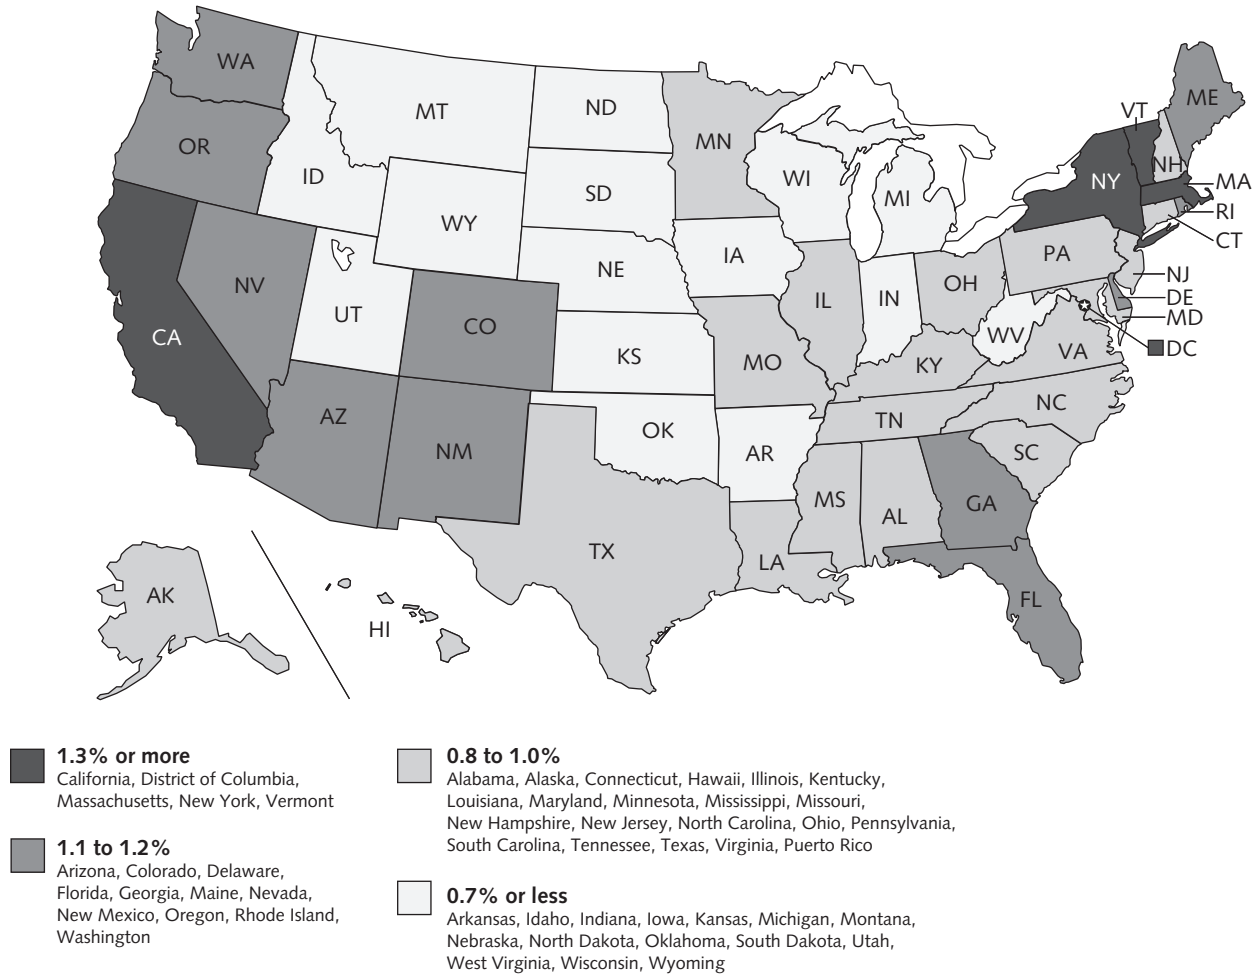 WA
OR
ID
MT
ND
MN
SD
WY
WI
MI
VT
ME
NH
NY
MA
RI
CT
NV
UT
CO
NE
IA
IL
IN
OH
PA
NJ
DE
MD
DC
CA
KS
MO
KY
WV
VA
AZ
NM
OK
AR
TN
NC
SC
MS
AL
GA
TX
LA
FL
AK
HI
1.3% or more
California, District of Columbia,
Massachusetts, New York, Vermont
1.1 to 1.2%
Arizona, Colorado, Delaware,
Florida, Georgia, Maine, Nevada,
New Mexico, Oregon, Rhode Island,
Washington
0.8 to 1.0%
Alabama, Alaska, Connecticut, Hawaii, Illinois, Kentucky,
Louisiana, Maryland, Minnesota, Mississippi, Missouri,
New Hampshire, New Jersey, North Carolina, Ohio, Pennsylvania,
South Carolina, Tennessee, Texas, Virginia, Puerto Rico
0.7% or less
Arkansas, Idaho, Indiana, Iowa, Kansas, Michigan, Montana,
Nebraska, North Dakota, Oklahoma, South Dakota, Utah,
West Virginia, Wisconsin, Wyoming